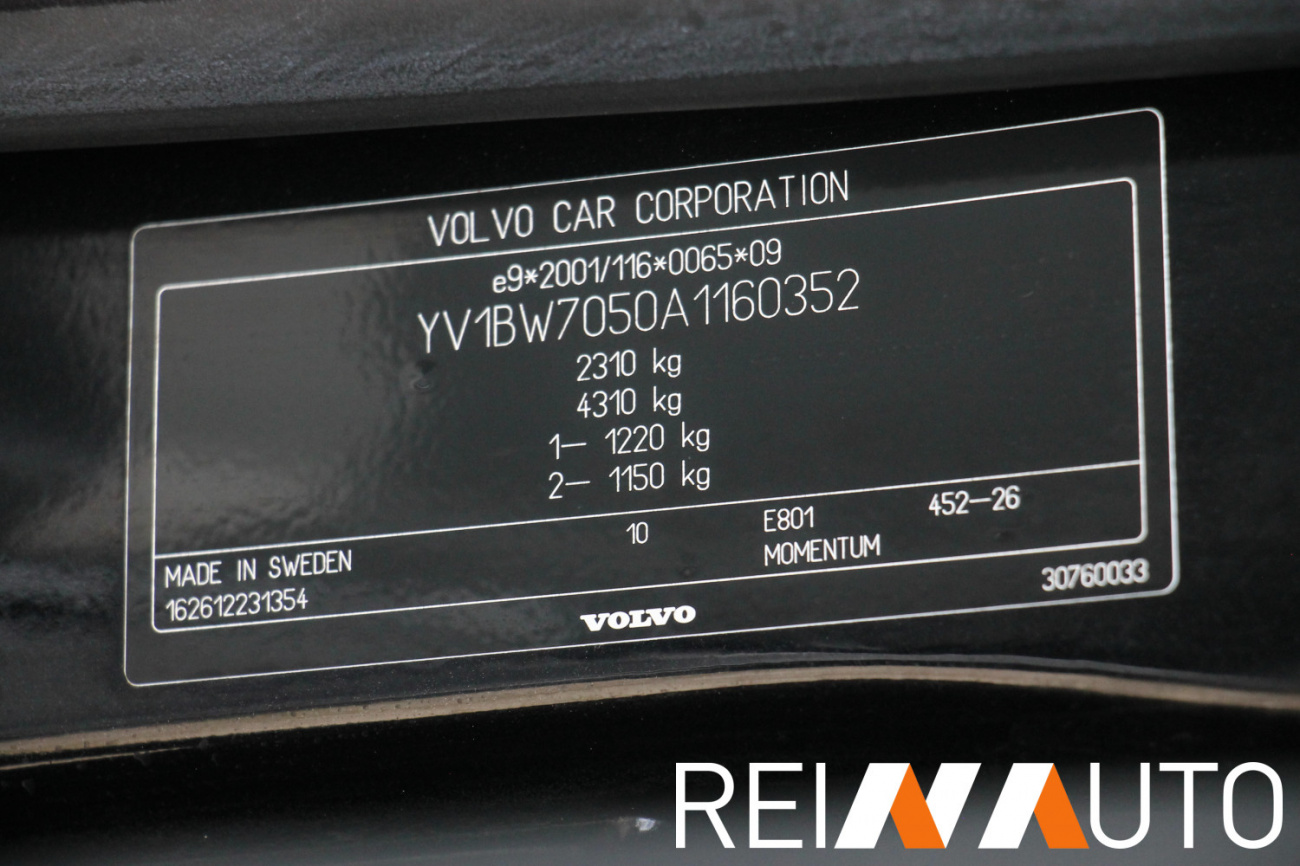 VOLVO CAR CORPORATION
e9*2001/116*0065*09
YV1BW7050A1160352
2310 kg
4310 kg
1– 1220 kg
2– 1150 kg
MADE IN SWEDEN 10 E801 452–26
162612231354 MOMENTUM
30760033
VOLVO
REINAUTO